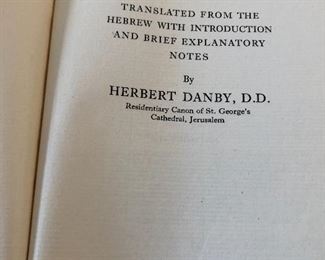 TRANSLATED FROM THE
HEBREW WITH INTRODUCTION
AND BRIEF EXPLANATORY
NOTES
By
HERBERT DANBY, D.D.
Residentiary Canon of St. George's
Cathedral, Jerusalem